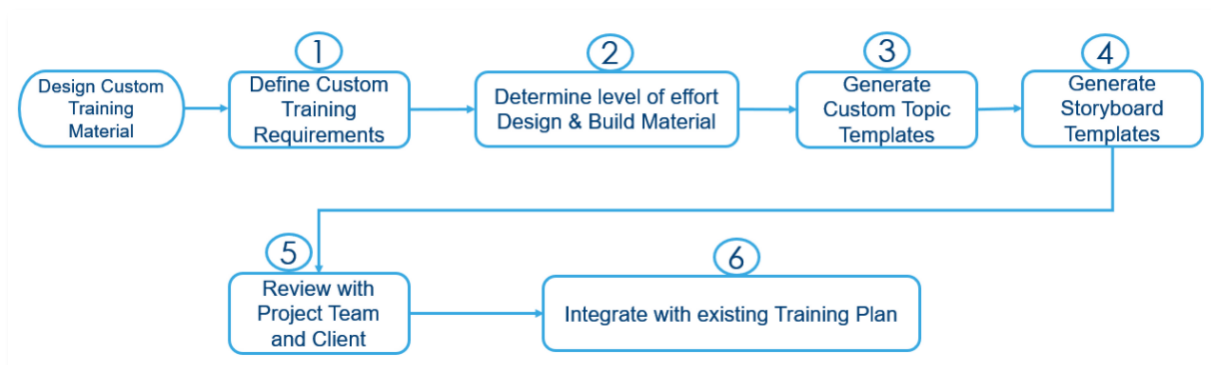 Design Custom
Training
Material
1
Define Custom
Training
Requirements
2
Determine level of effort
Design & Build Material
3
Generate
Custom Topic
Templates
4
Generate
Storyboard
Templates
5
Review with
Project Team
and Client
6
Integrate with existing Training Plan